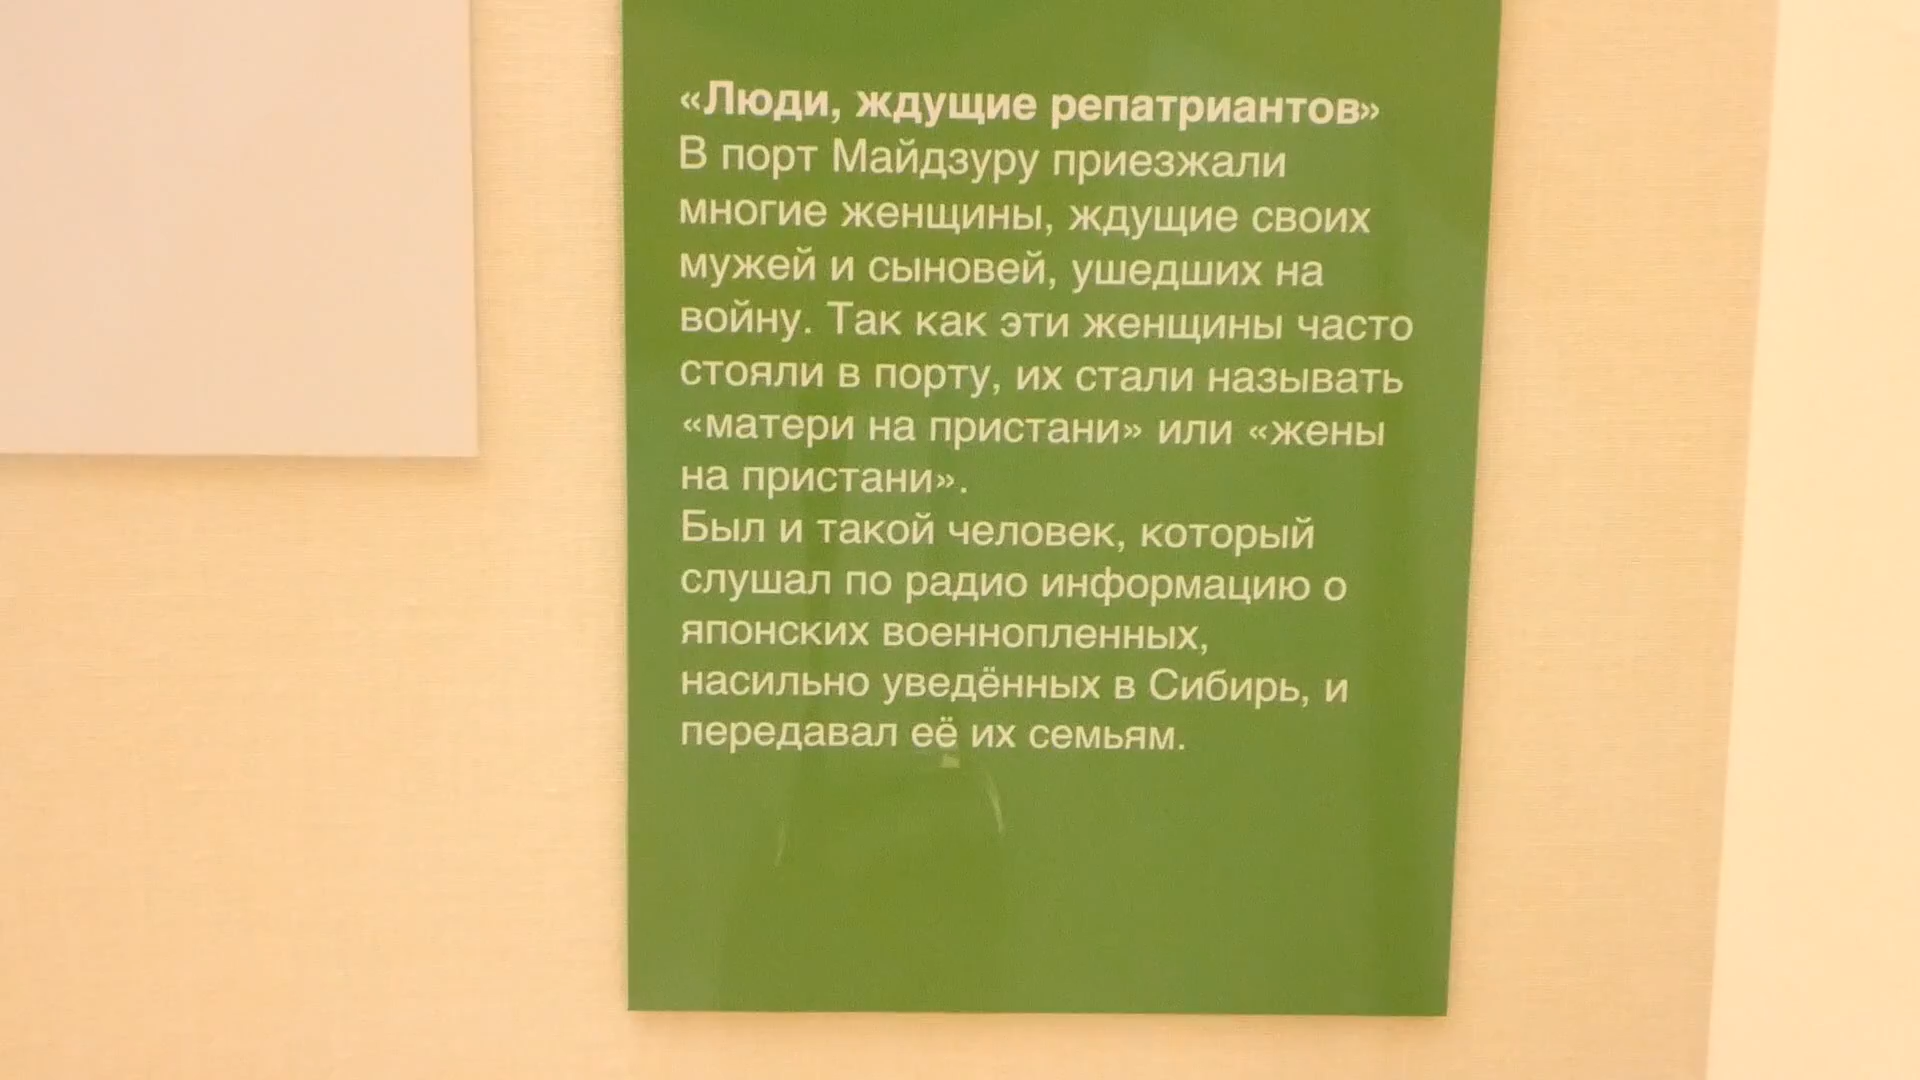 «Люди, ждущие репатриантов»
В порт Майдзуру приезжали
многие женщины, ждущие своих
мужей и сыновей, ушедших на
войну. Так как эти женщины часто
стояли в порту, их стали называть
«матери на пристани» или «жены
на пристани».
Был и такой человек, который
слушал по радио информацию о
японских военнопленных,
насильно уведённых в Сибирь, и
передавал её их семьям.